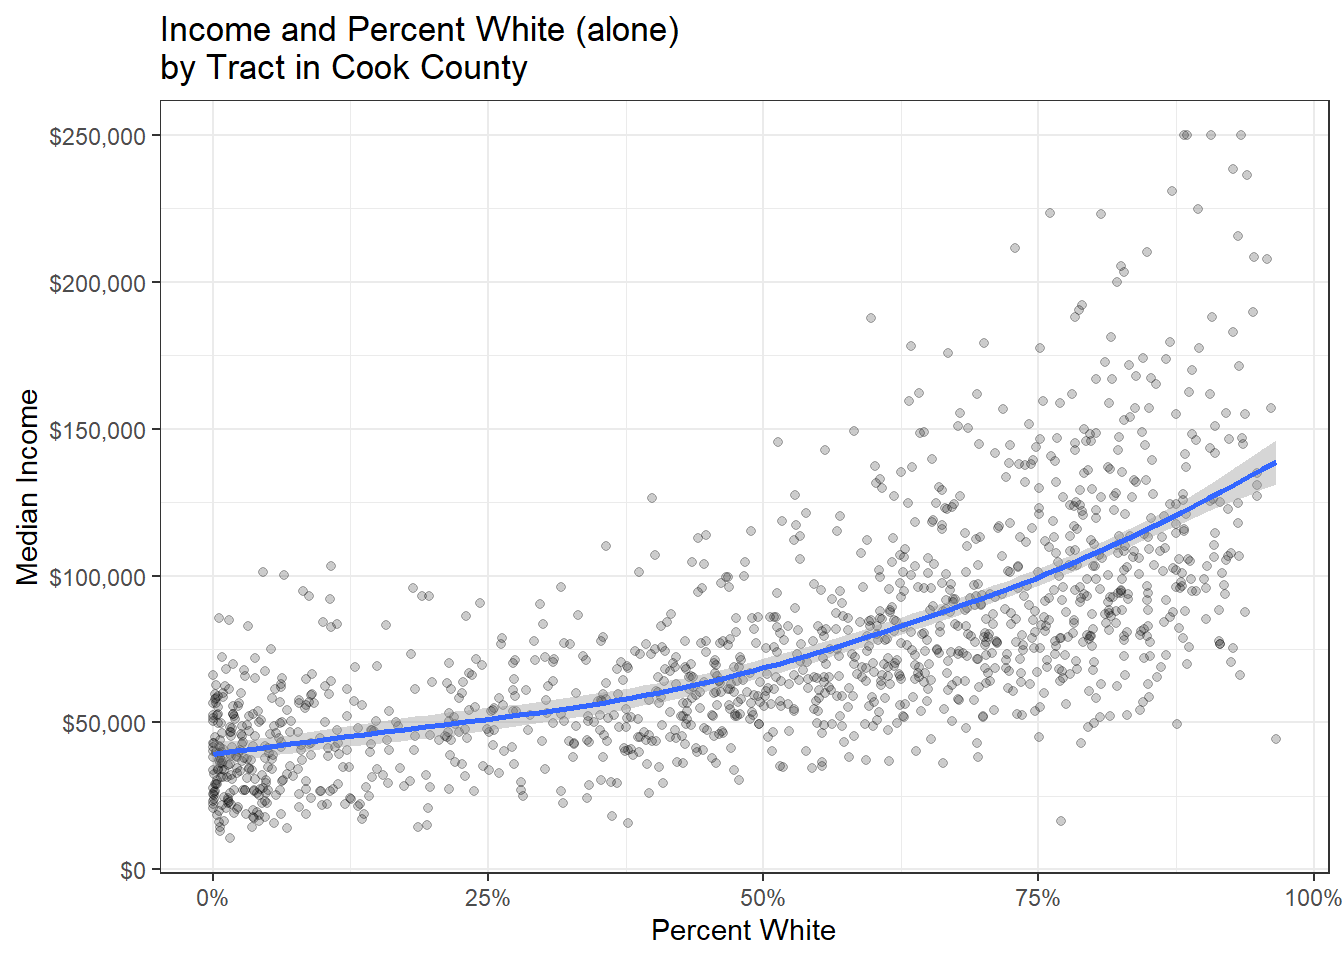 Income and Percent White (alone)
by Tract in Cook County
$250,000
$200,000
$150,000
$100,000
$50,000
$0
Median Income
0%
25%
50%
75%
100%
Percent White